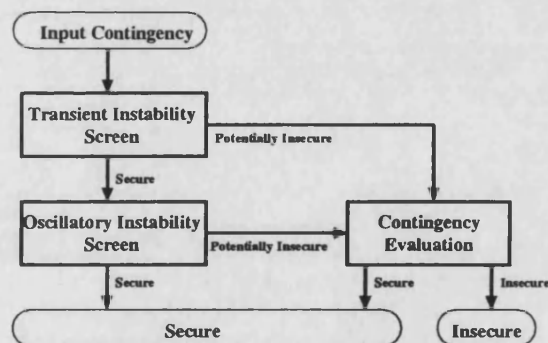 Input Contingency
Transient Instability
Screen
Potentially Insecure
Secure
Oscillatory Instability
Screen
Potentially Insecure
Contingency
Evaluation
Secure
Secure
Insecure
Secure
Insecure